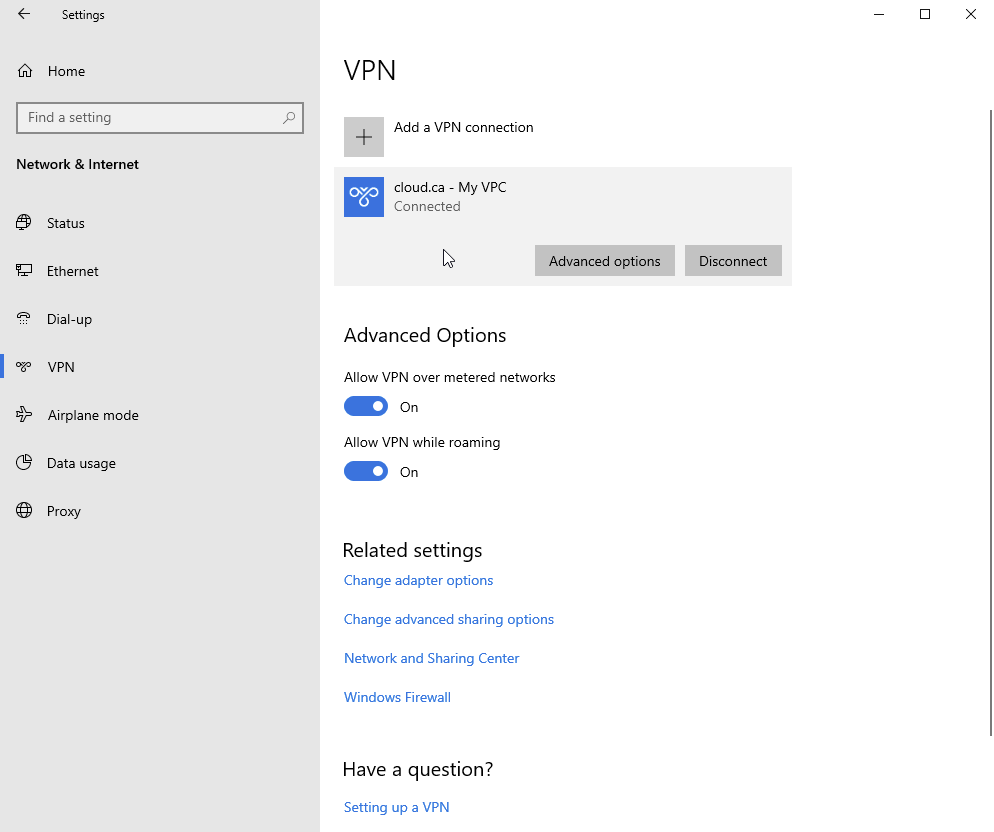 Settings
Home
Find a setting
Network & Internet
Status
Ethernet
Dial-up
VPN
Airplane mode
Data usage
Proxy
VPN
Add a VPN connection
cloud.ca - My VPC
Connected
Advanced options
Disconnect
Advanced Options
Allow VPN over metered networks
On
Allow VPN while roaming
On
Related settings
Change adapter options
Change advanced sharing options
Network and Sharing Center
Windows Firewall
Have a question?
Setting up a VPN